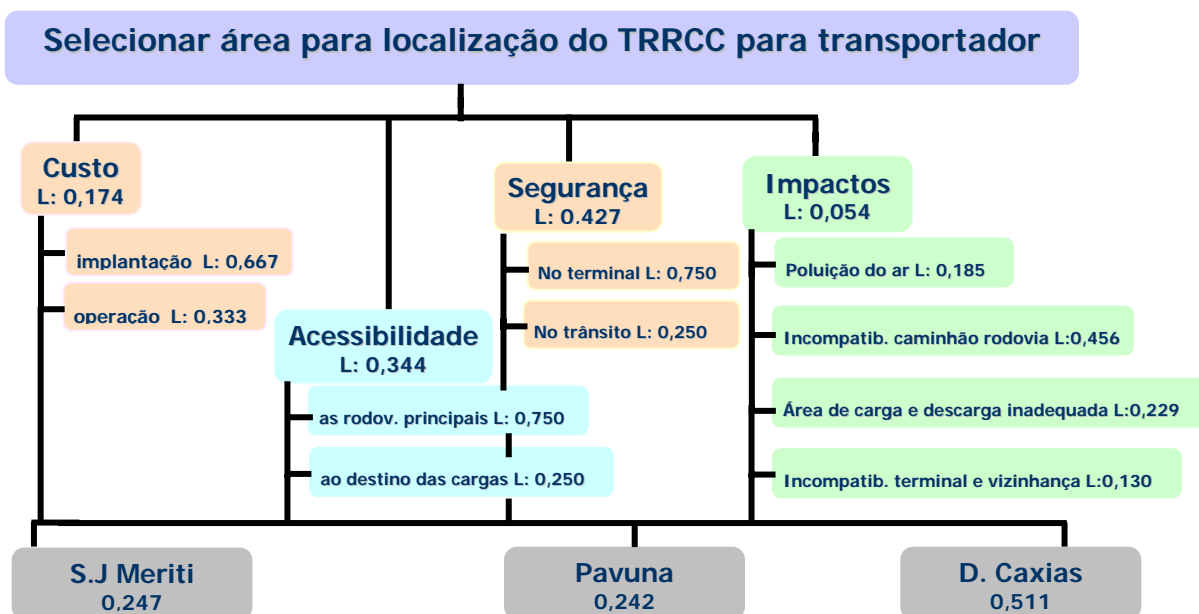 Selecionar área para localização do TRRCC para transportador
Custo
L: 0,174
implantação L: 0,667
operação L: 0,333
Acessibilidade
L: 0,344
as rodov. principais L: 0,750
ao destino das cargas L: 0,250
Segurança
L: 0,427
No terminal L: 0,750
No trânsito L: 0,250
Impactos
L: 0,054
Poluição do ar L: 0,185
Incompatib. caminhão rodovia L:0,456
Área de carga e descarga inadequada L:0,229
Incompatib. terminal e vizinhança L:0,130
S.J Meriti
0,247
Pavuna
0,242
D. Caxias
0,511